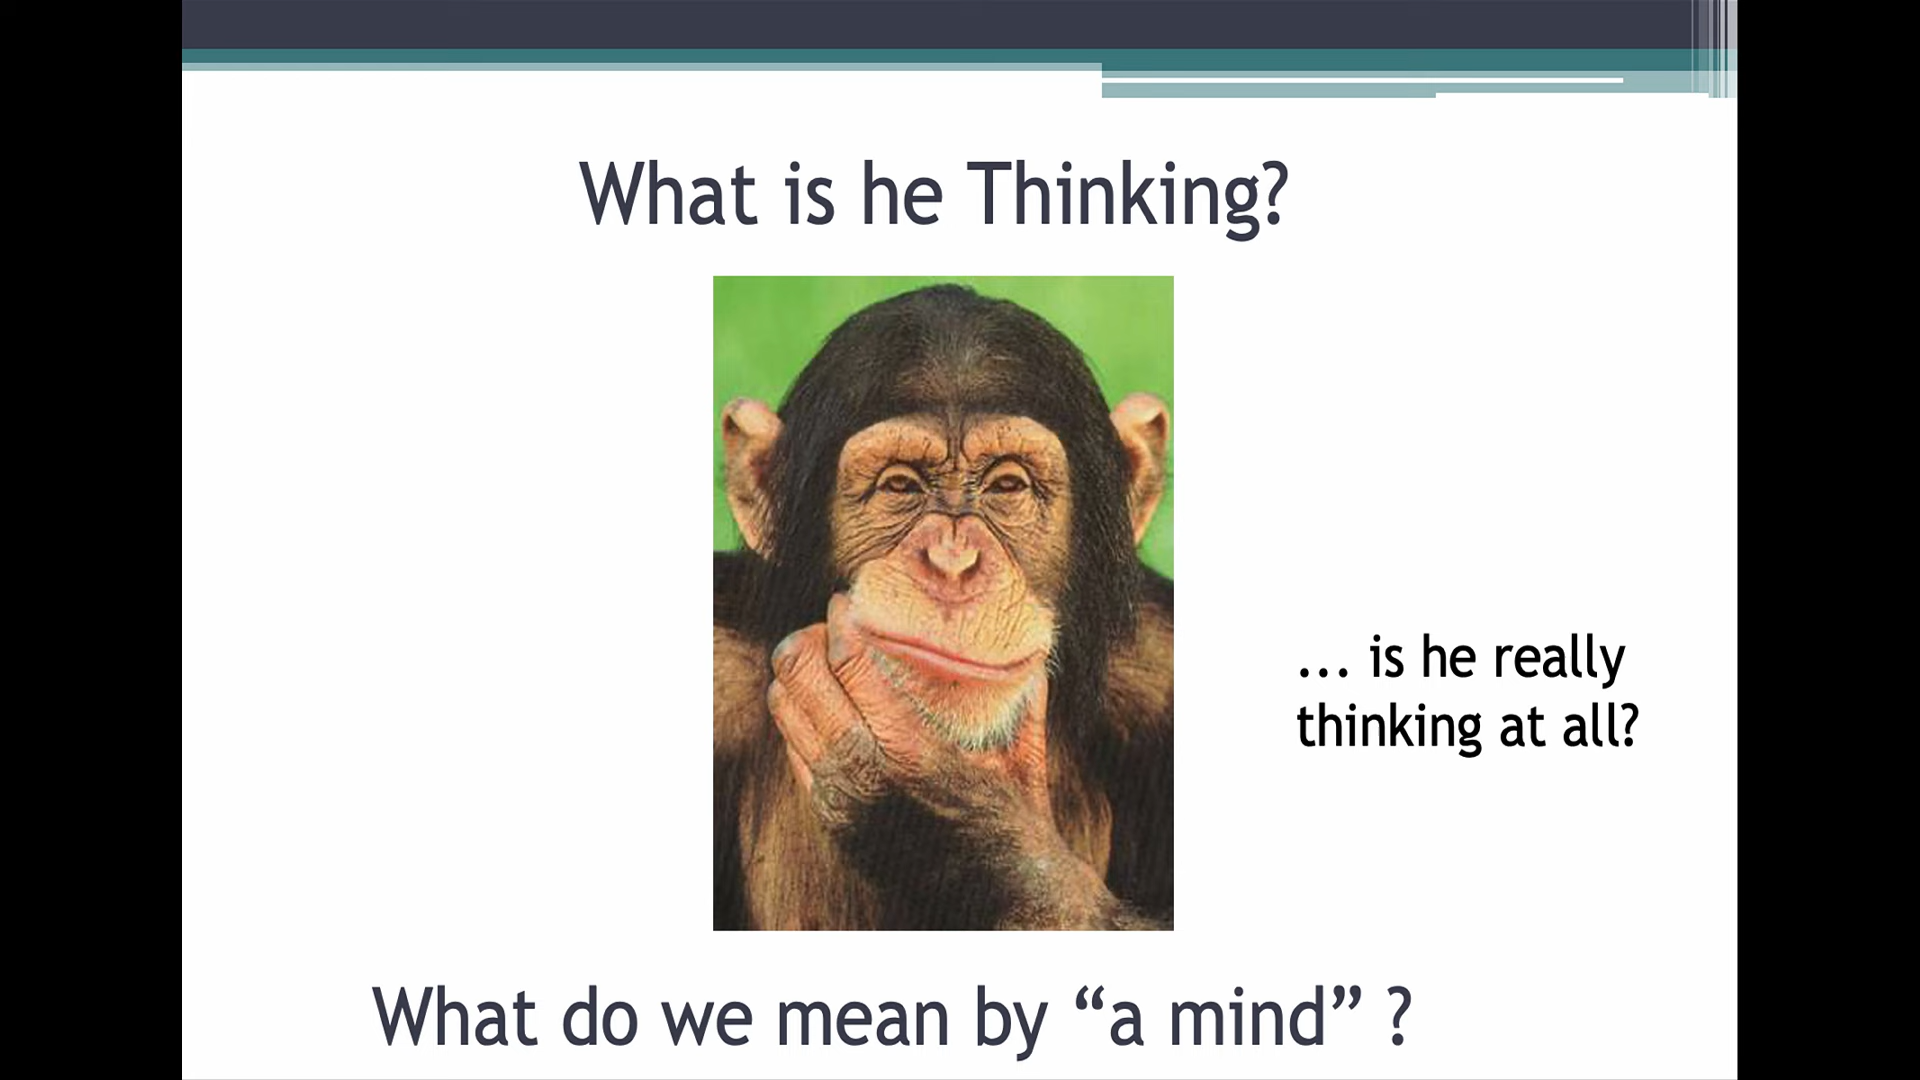 What is he Thinking?
... is he really
thinking at all?
What do we mean by “a mind” ?